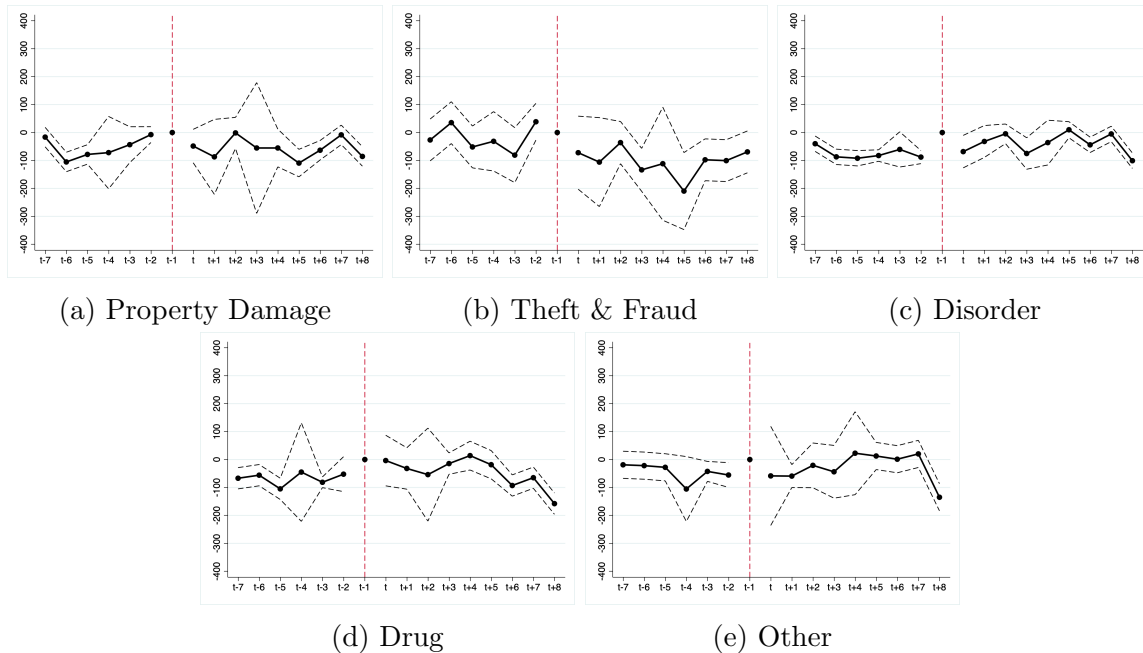 400 300 200 100 0 -100 -200 -300 -400
t-7 t-6 t-5 t-4 t-3 t-2 t-1 t t+1 t+2 t+3 t+4 t+5 t+6 t+7 t+8
(a) Property Damage
400 300 200 100 0 -100 -200 -300 -400
t-7 t-6 t-5 t-4 t-3 t-2 t-1 t t+1 t+2 t+3 t+4 t+5 t+6 t+7 t+8
(b) Theft & Fraud
400 300 200 100 0 -100 -200 -300 -400
t-7 t-6 t-5 t-4 t-3 t-2 t-1 t t+1 t+2 t+3 t+4 t+5 t+6 t+7 t+8
(c) Disorder
400 300 200 100 0 -100 -200 -300 -400
t-7 t-6 t-5 t-4 t-3 t-2 t-1 t t+1 t+2 t+3 t+4 t+5 t+6 t+7 t+8
(d) Drug
400 300 200 100 0 -100 -200 -300 -400
t-7 t-6 t-5 t-4 t-3 t-2 t-1 t t+1 t+2 t+3 t+4 t+5 t+6 t+7 t+8
(e) Other